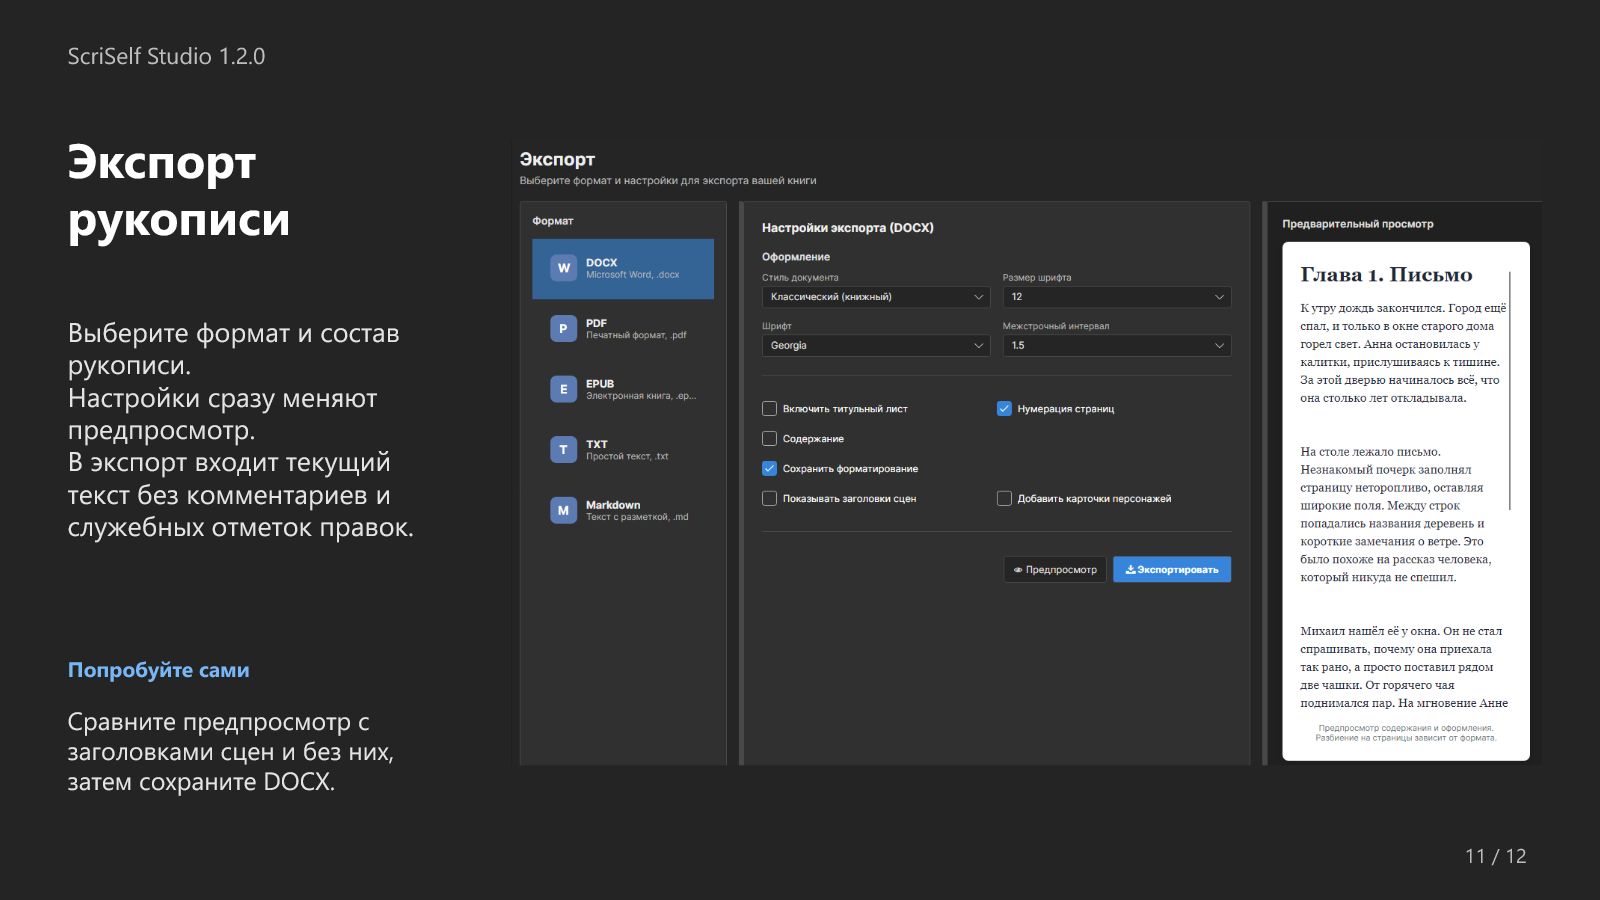 ScriSelf Studio 1.2.0
Экспорт
рукописи
Выберите формат и состав
рукописи.
Настройки сразу меняют
предпросмотр.
В экспорт входит текущий
текст без комментариев и
служебных отметок правок.
Попробуйте сами
Сравните предпросмотр с
заголовками сцен и без них,
затем сохраните DOCX.
Экспорт
Выберите формат и настройки для экспорта вашей книги
Формат
W
DOCX
Microsoft Word, .docx
P
PDF
Печатный формат, .pdf
E
EPUB
Электронная книга, .ep...
T
TXT
Простой текст, .txt
M
Markdown
Текст с разметкой, .md
Настройки экспорта (DOCX)
Оформление
Стиль документа
Размер шрифта
Классический (книжный)
12
Шрифт
Межстрочный интервал
Georgia
1.5
Включить титульный лист
Нумерация страниц
Содержание
Сохранить форматирование
Показывать заголовки сцен
Добавить карточки персонажей
Предпросмотр
Экспортировать
Предварительный просмотр
Глава 1. Письмо
К утру дождь закончился. Город ещё
спал, и только в окне старого дома
горел свет. Анна остановилась у
калитки, прислушиваясь к тишине.
За этой дверью начиналось всё, что
она столько лет откладывала.
На столе лежало письмо.
Незнакомый почерк заполнял
страницу неторопливо, оставляя
широкие поля. Между строк
попадались названия деревень и
короткие замечания о ветре. Это
было похоже на рассказ человека,
который никуда не спешил.
Михаил нашёл её у окна. Он не стал
спрашивать, почему она приехала
так рано, а просто поставил рядом
две чашки. От горячего чая
поднимался пар. На мгновение Анне
Предпросмотр содержания и оформления.
Разбиение на страницы зависит от формата.
11 / 12